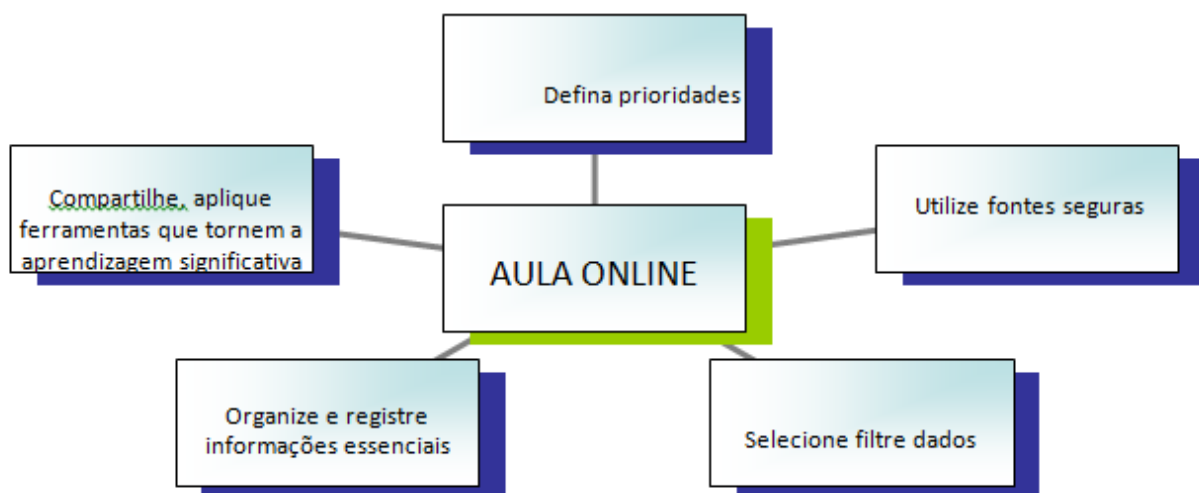 Defina prioridades
Compartilhe, aplique
ferramentas que tornem a
aprendizagem significativa
Utilize fontes seguras
AULA ONLINE
Organize e registre
informações essenciais
Selecione filtre dados